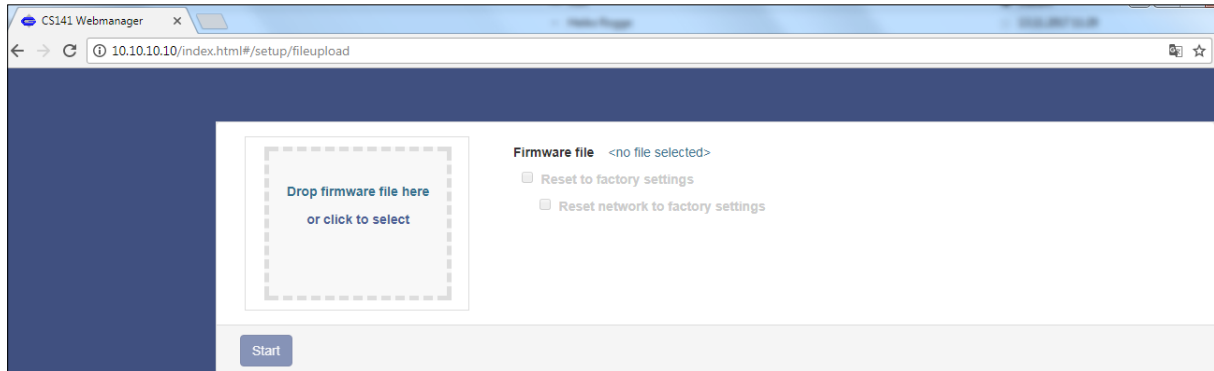 CS141 Webmanager
10.10.10.10/index.html#/setup/fileupload
Drop firmware file here
or click to select
Firmware file <no file selected>
Reset to factory settings
Reset network to factory settings
Start